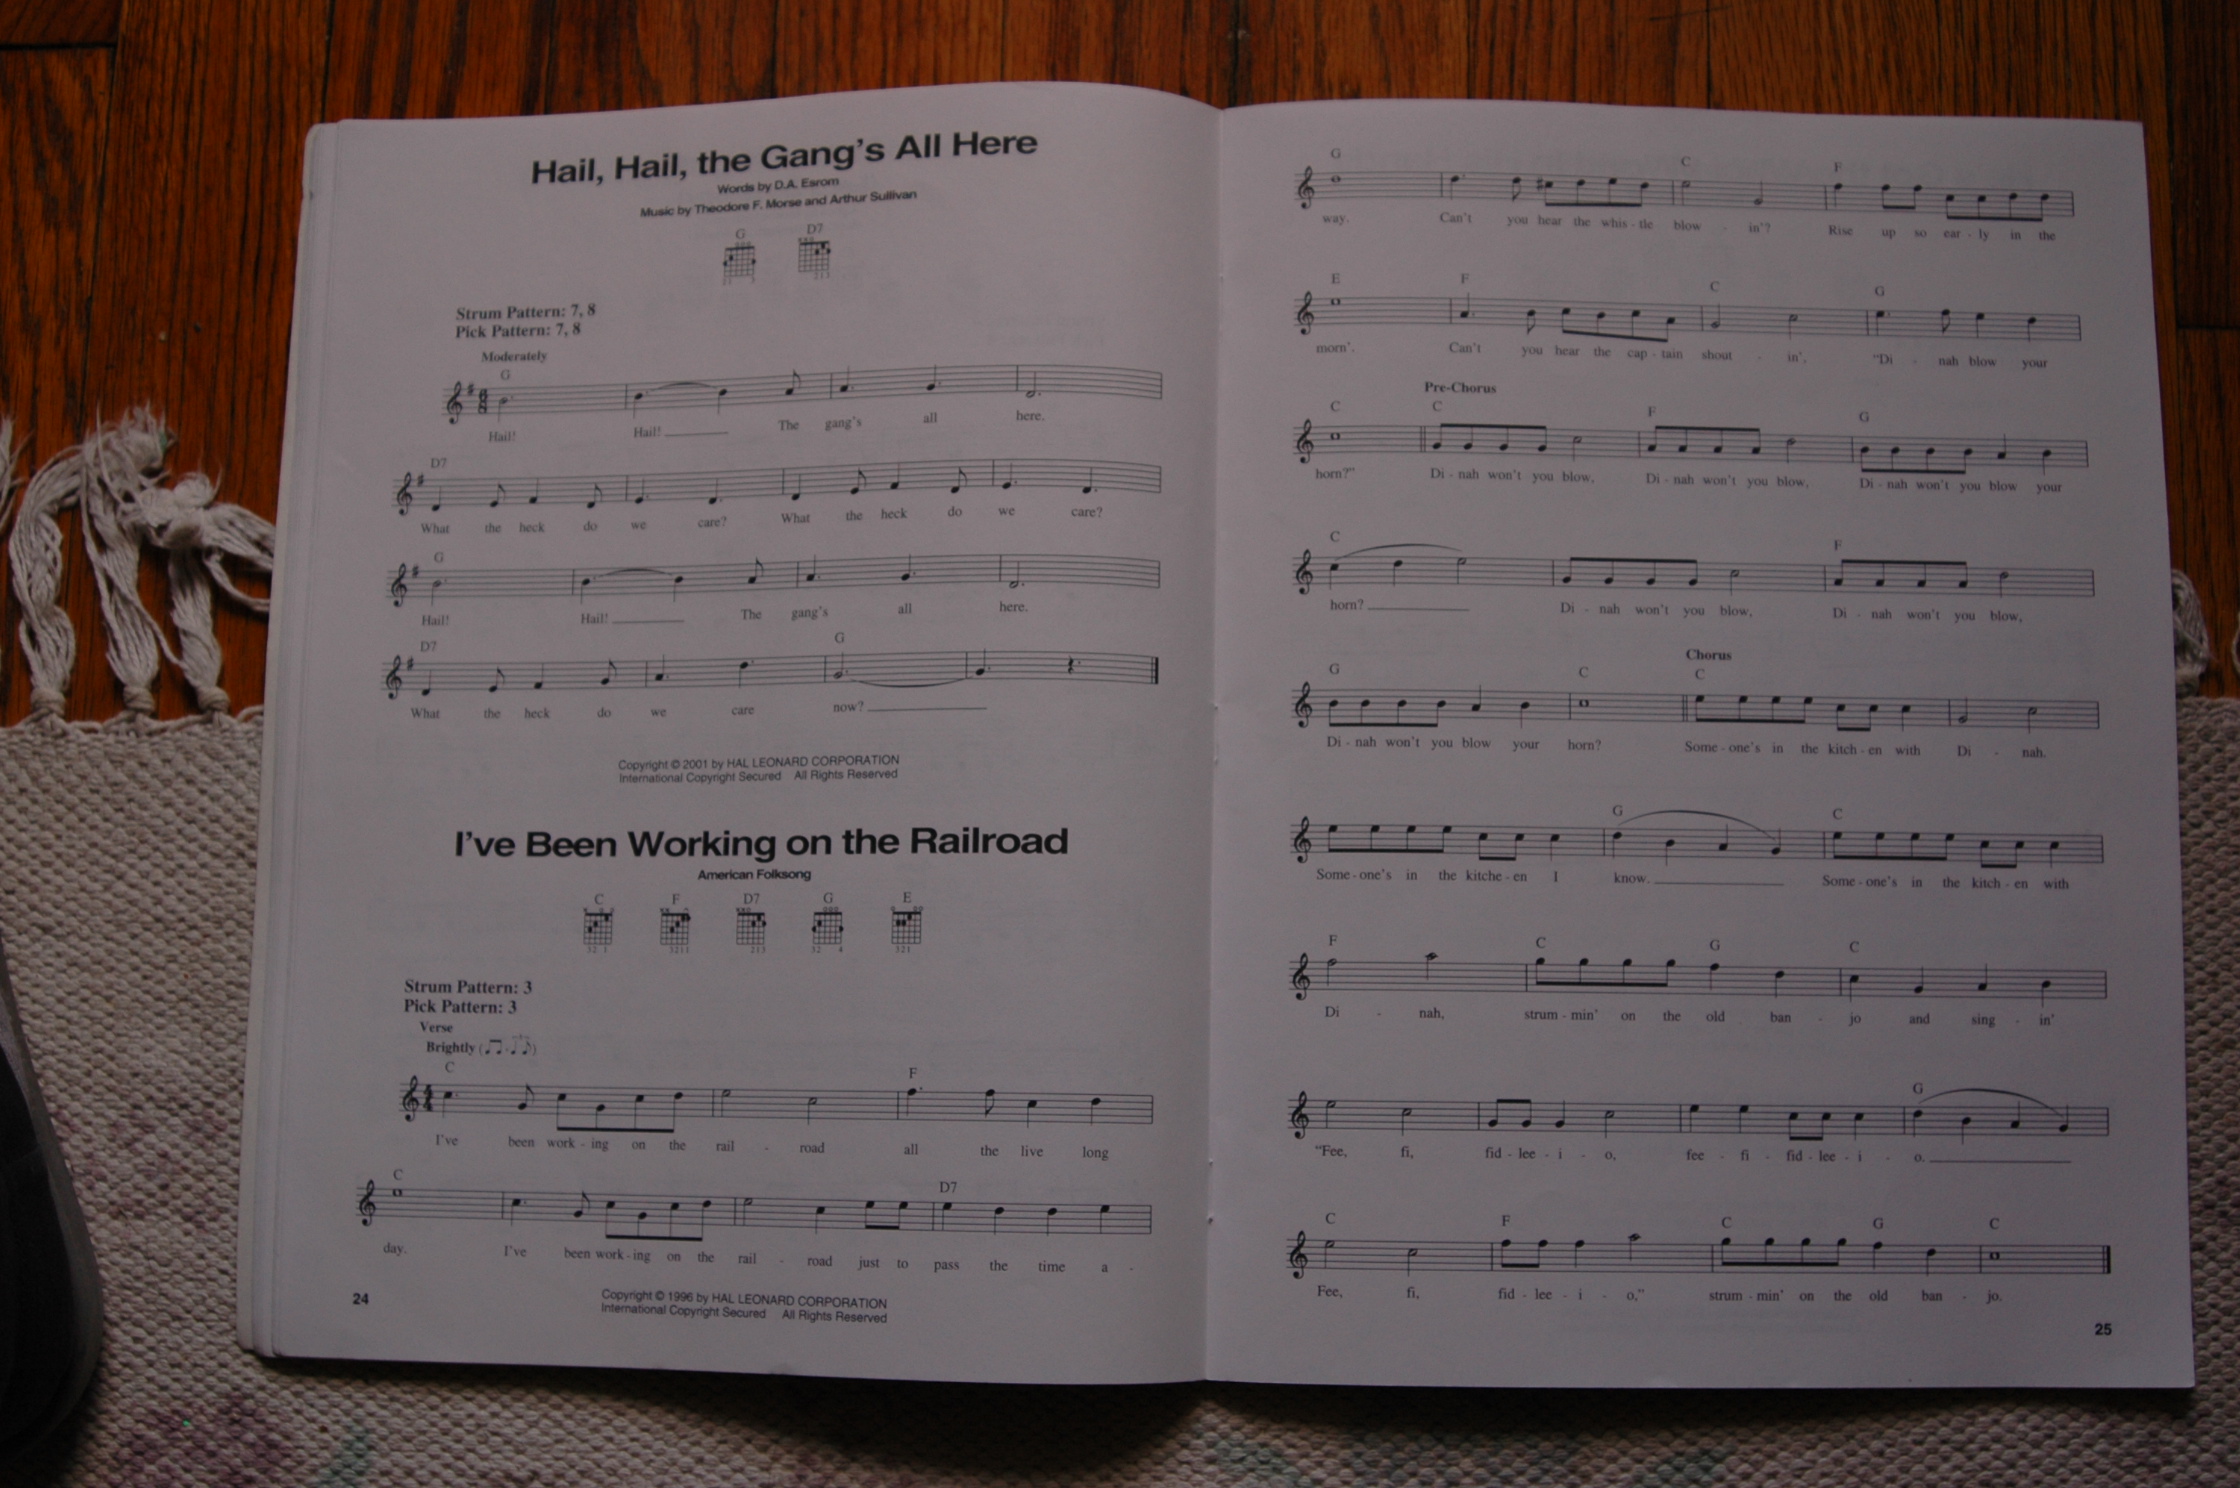 Hail, Hail, the Gang's All Here
Words by D.A. Esrom
Music by Theodore F. Morse and Arthur Sullivan
G D7
Strum Pattern: 7, 8
Pick Pattern: 7, 8
Moderately
G
Hail! Hail! The gang's all here.
D7
What the heck do we care? What the heck do we care?
G
Hail! Hail! The gang's all here.
D7 G
What the heck do we care now?
Copyright © 2001 by HAL LEONARD CORPORATION
International Copyright Secured All Rights Reserved
I've Been Working on the Railroad
American Folksong
C F D7 G E
Strum Pattern: 3
Pick Pattern: 3
Verse
Brightly
C F
I've been work - ing on the rail - road all the live long
C D7
day. I've been work - ing on the rail - road just to pass the time a -
24
Copyright © 1996 by HAL LEONARD CORPORATION
International Copyright Secured All Rights Reserved
G C F
way. Can't you hear the whis - tle blow - in'? Rise up so ear - ly in the
E F C G
morn'. Can't you hear the cap - tain shout - in', "Di - nah blow your
Pre-Chorus
C C F G
horn?" Di - nah won't you blow, Di - nah won't you blow, Di - nah won't you blow your
C F
horn? Di - nah won't you blow, Di - nah won't you blow,
Chorus
G C C
Di - nah won't you blow your horn? Some - one's in the kitch - en with Di - nah.
G C
Some - one's in the kitche - en I know. Some - one's in the kitch - en with
F C G C
Di - nah, strum - min' on the old ban - jo and sing - in'
G
"Fee, fi, fid - lee - i - o, fee - fi - fid - lee - i - o.
C F C G C
Fee, fi, fid - lee - i - o," strum - min' on the old ban - jo.
25